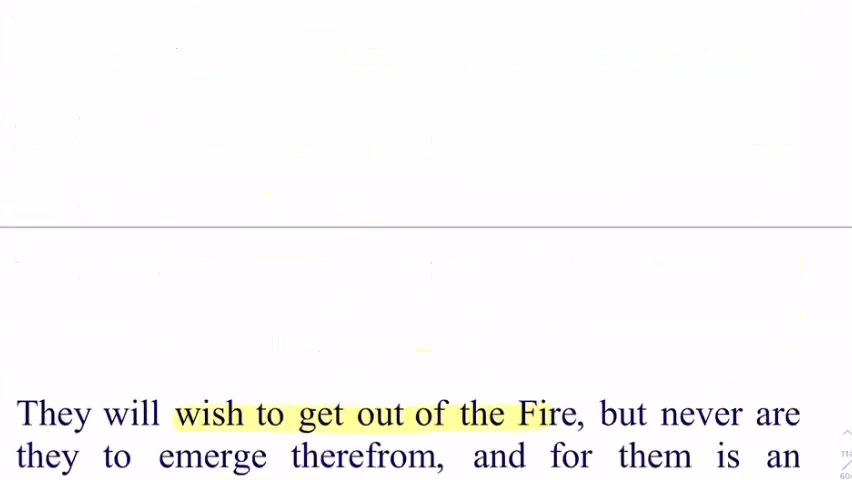 They will wish to get out of the Fire, but never are
they to emerge therefrom, and for them is an